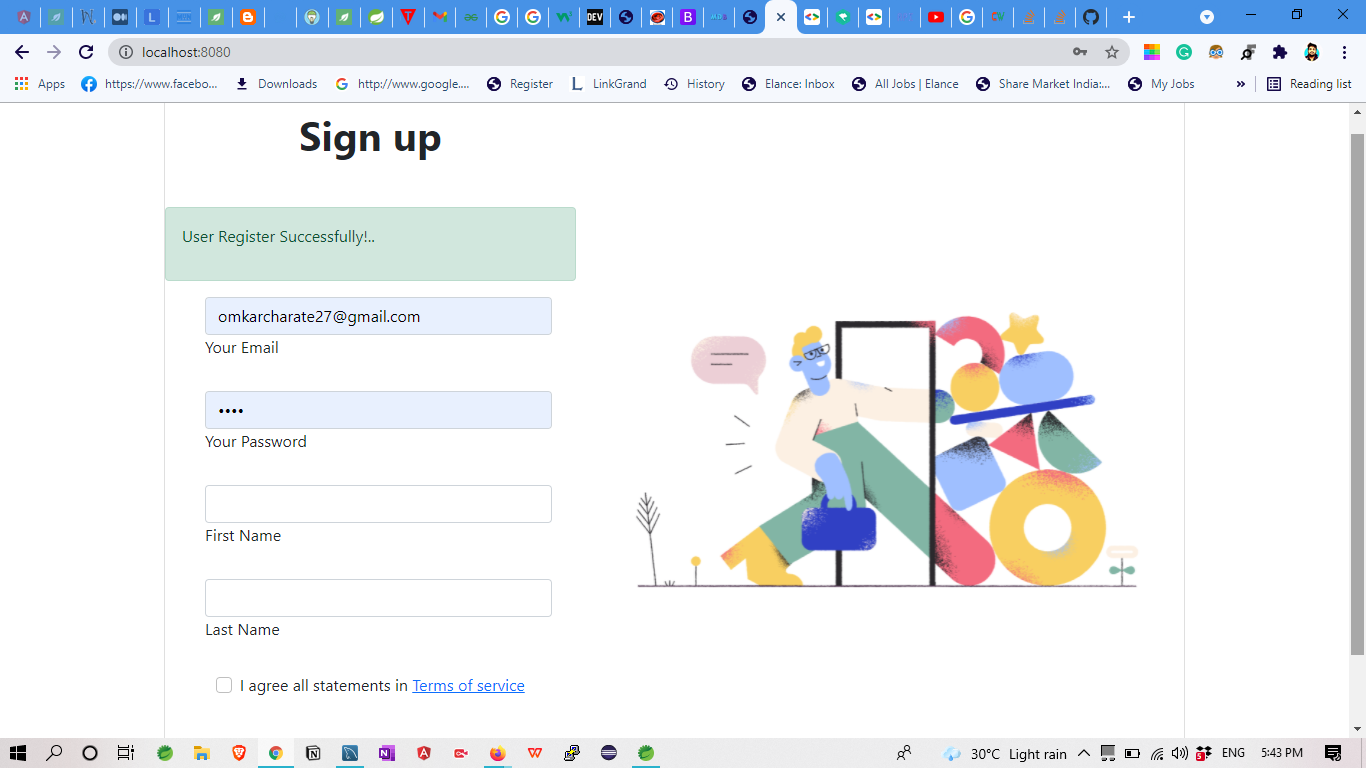 localhost:8080
Apps
https://www.facebo...
Downloads
http://www.google....
Register
LinkGrand
History
Elance: Inbox
All Jobs | Elance
Share Market India:...
My Jobs
»
Reading list
Sign up
User Register Successfully!..
omkarcharate27@gmail.com
Your Email
••••
Your Password
First Name
Last Name
I agree all statements in Terms of service
30°C Light rain
ENG
5:43 PM